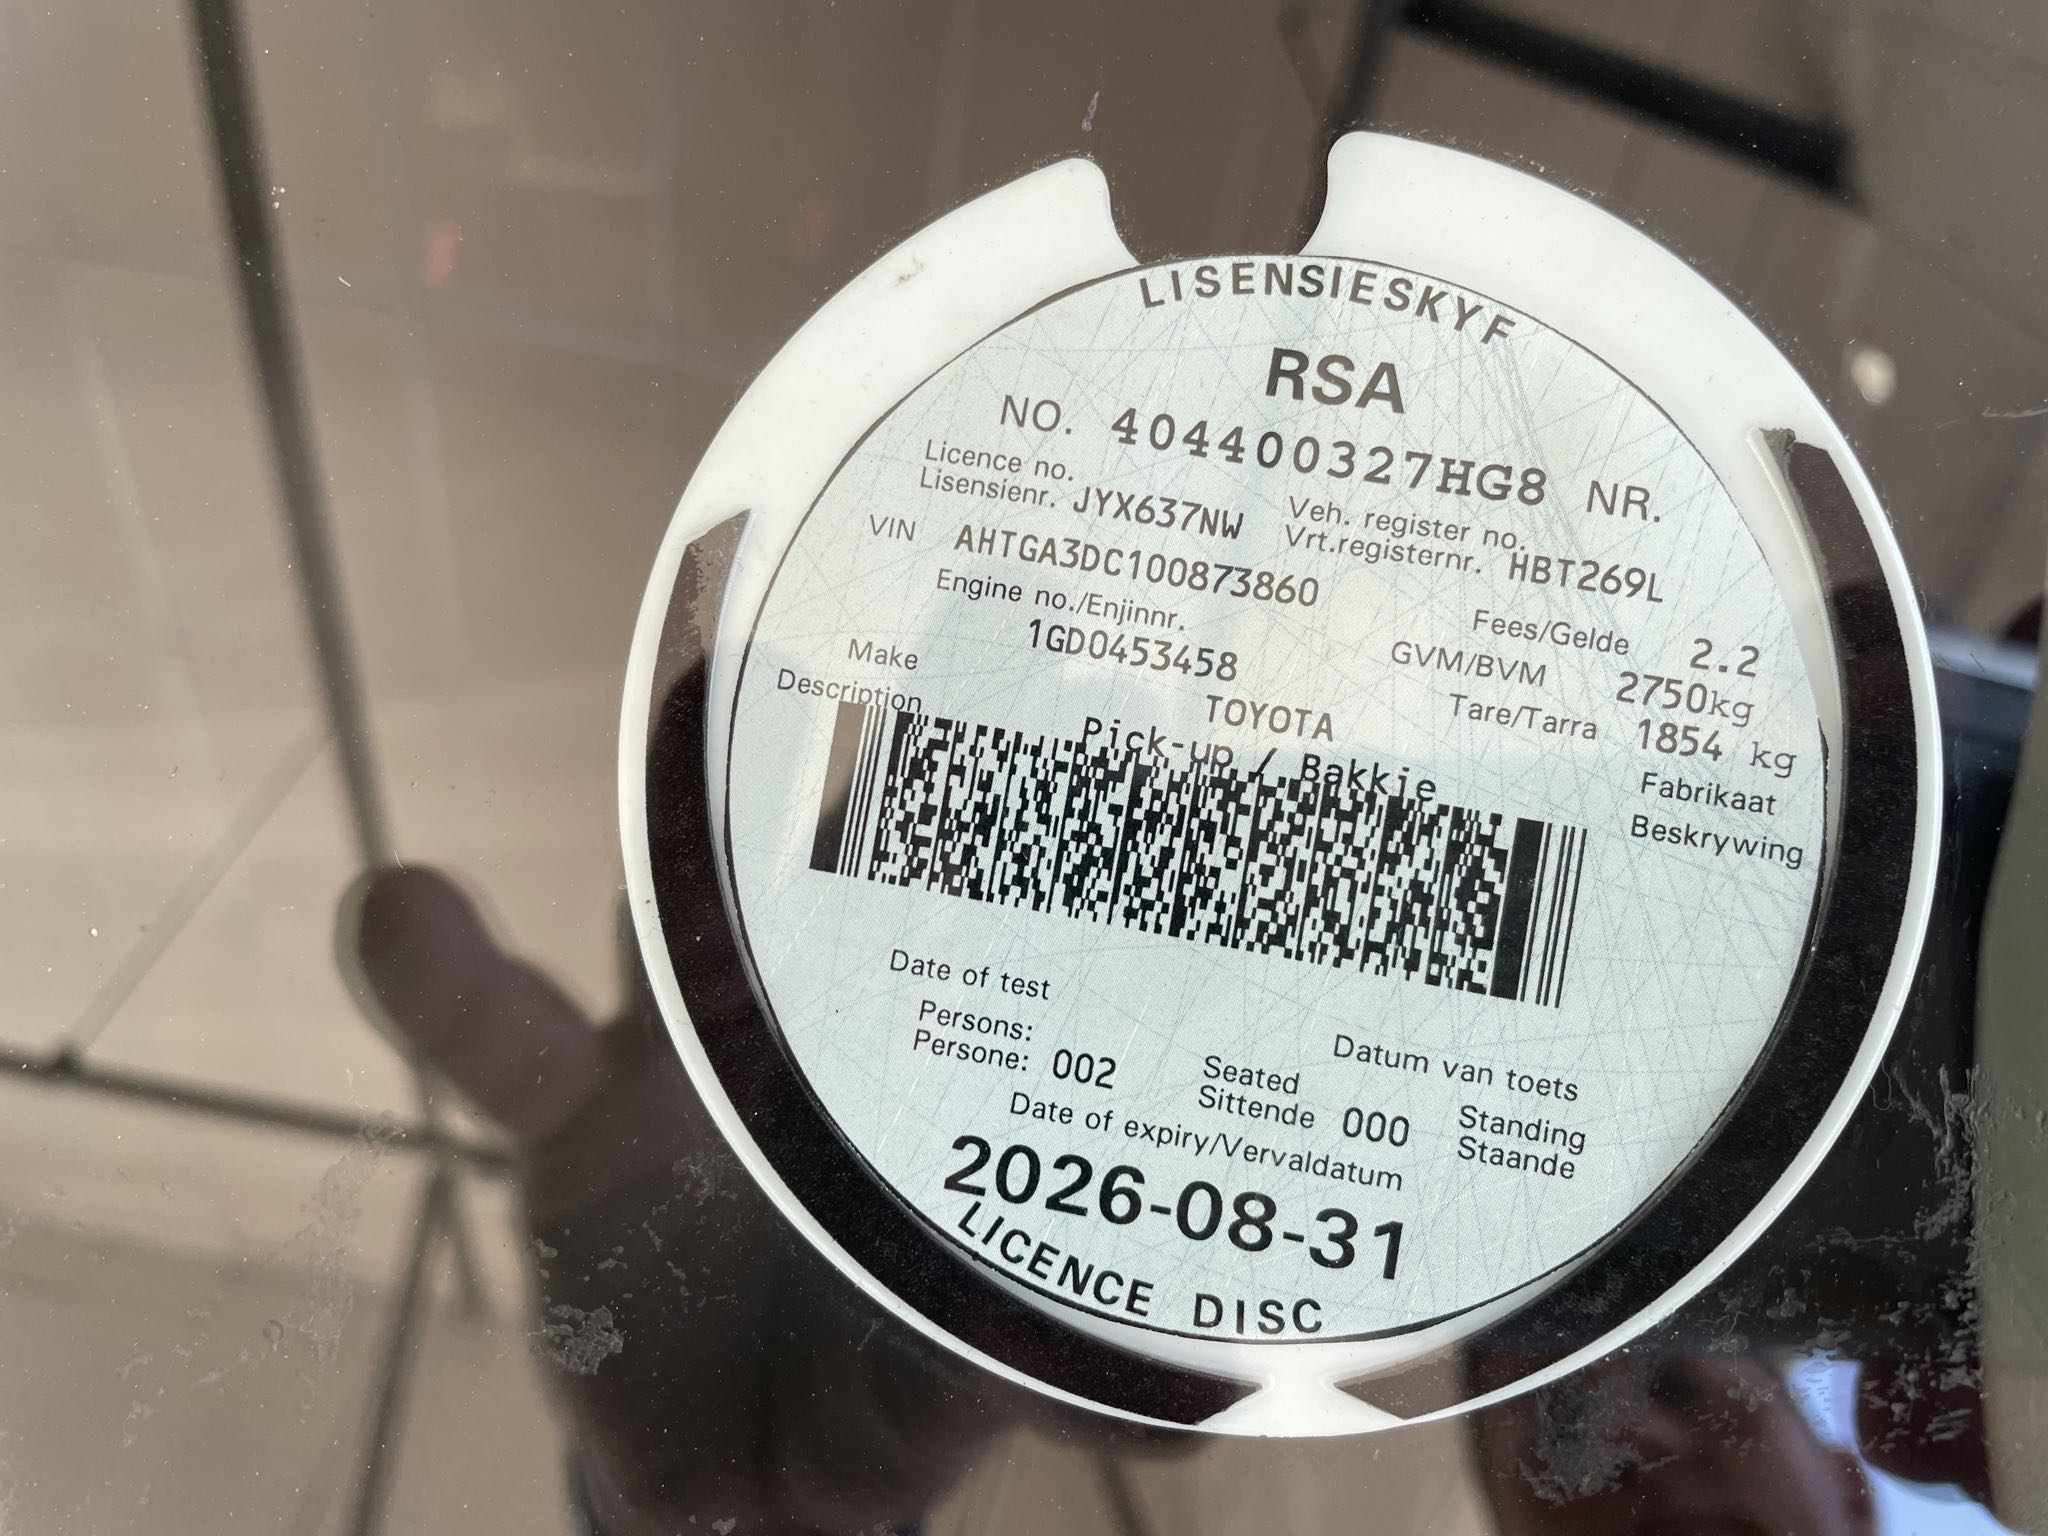 LISENSIESKYF
RSA
NO. 404400327HG8 NR.
Licence no. Veh. register no.
Lisensienr. JYX637NW Vrt.registernr. HBT269L
VIN AHTGA3DC100873860
Engine no./Enjinnr. Fees/Gelde 2.2
1GD0453458 GVM/BVM 2750kg
Make TOYOTA Tare/Tarra 1854 kg
Description Pick-up / Bakkie Fabrikaat
Beskrywing
Date of test Datum van toets
Persons: Seated Standing
Persone: 002 Sittende 000 Staande
Date of expiry/Vervaldatum
2026-08-31
LICENCE DISC